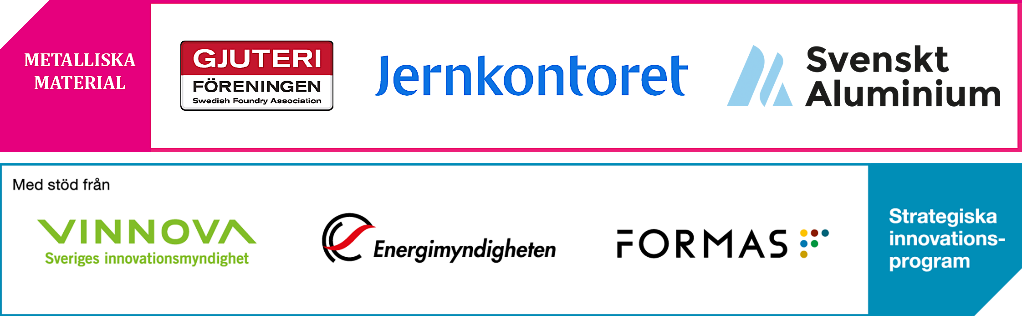 METALLISKA
MATERIAL
GJUTERI
FÖRENINGEN
Swedish Foundry Association
Jernkontoret
Svenskt
Aluminium
Med stöd från
VINNOVA
Sveriges innovationsmyndighet
Energimyndigheten
FORMAS
Strategiska
innovations-
program